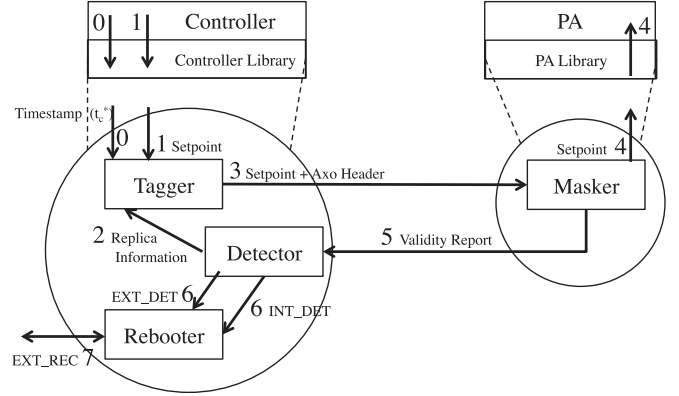 0 1 Controller
Controller Library
PA 4
PA Library
Timestamp (t_c^*)
0
1 Setpoint
Tagger
3 Setpoint + Axo Header
Setpoint 4
Masker
2 Replica
Information
Detector
5 Validity Report
EXT_DET 6
6 INT_DET
Rebooter
EXT_REC 7